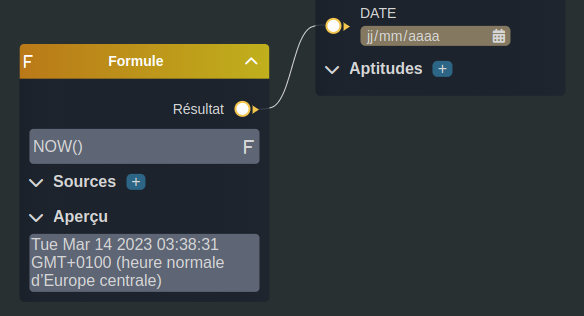 DATE
jj/mm/aaaa
Aptitudes +
F Formule
Résultat
NOW() F
Sources +
Aperçu
Tue Mar 14 2023 03:38:31
GMT+0100 (heure normale
d'Europe centrale)